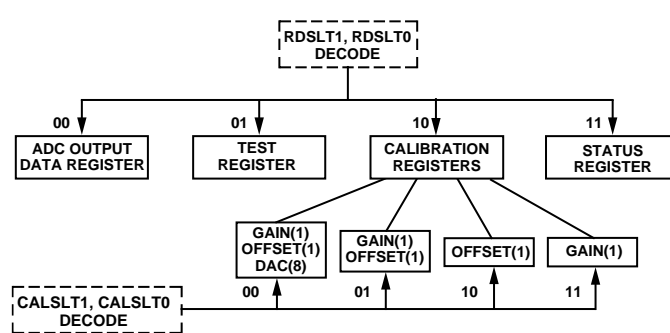 RDSLT1, RDSLT0
DECODE
00
01
10
11
ADC OUTPUT
DATA REGISTER
TEST
REGISTER
CALIBRATION
REGISTERS
STATUS
REGISTER
GAIN(1)
OFFSET(1)
DAC(8)
GAIN(1)
OFFSET(1)
OFFSET(1)
GAIN(1)
00
01
10
11
CALSLT1, CALSLT0
DECODE